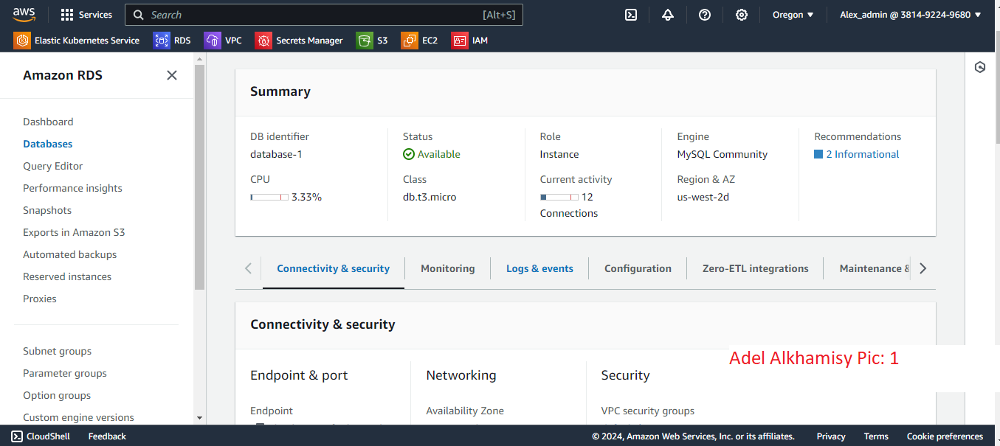 aws
Services
Search
[Alt+S]
Oregon
Alex_admin @ 3814-9224-9680
Elastic Kubernetes Service
RDS
VPC
Secrets Manager
S3
EC2
IAM
Amazon RDS
Dashboard
Databases
Query Editor
Performance insights
Snapshots
Exports in Amazon S3
Automated backups
Reserved instances
Proxies
Subnet groups
Parameter groups
Option groups
Custom engine versions
Summary
DB identifier
database-1
Status
Available
Role
Instance
Engine
MySQL Community
Recommendations
2 Informational
CPU
3.33%
Class
db.t3.micro
Current activity
12
Connections
Region & AZ
us-west-2d
Connectivity & security
Monitoring
Logs & events
Configuration
Zero-ETL integrations
Maintenance &
Connectivity & security
Adel Alkhamisy Pic: 1
Endpoint & port
Endpoint
Networking
Availability Zone
Security
VPC security groups
CloudShell
Feedback
© 2024, Amazon Web Services, Inc. or its affiliates.
Privacy
Terms
Cookie preferences